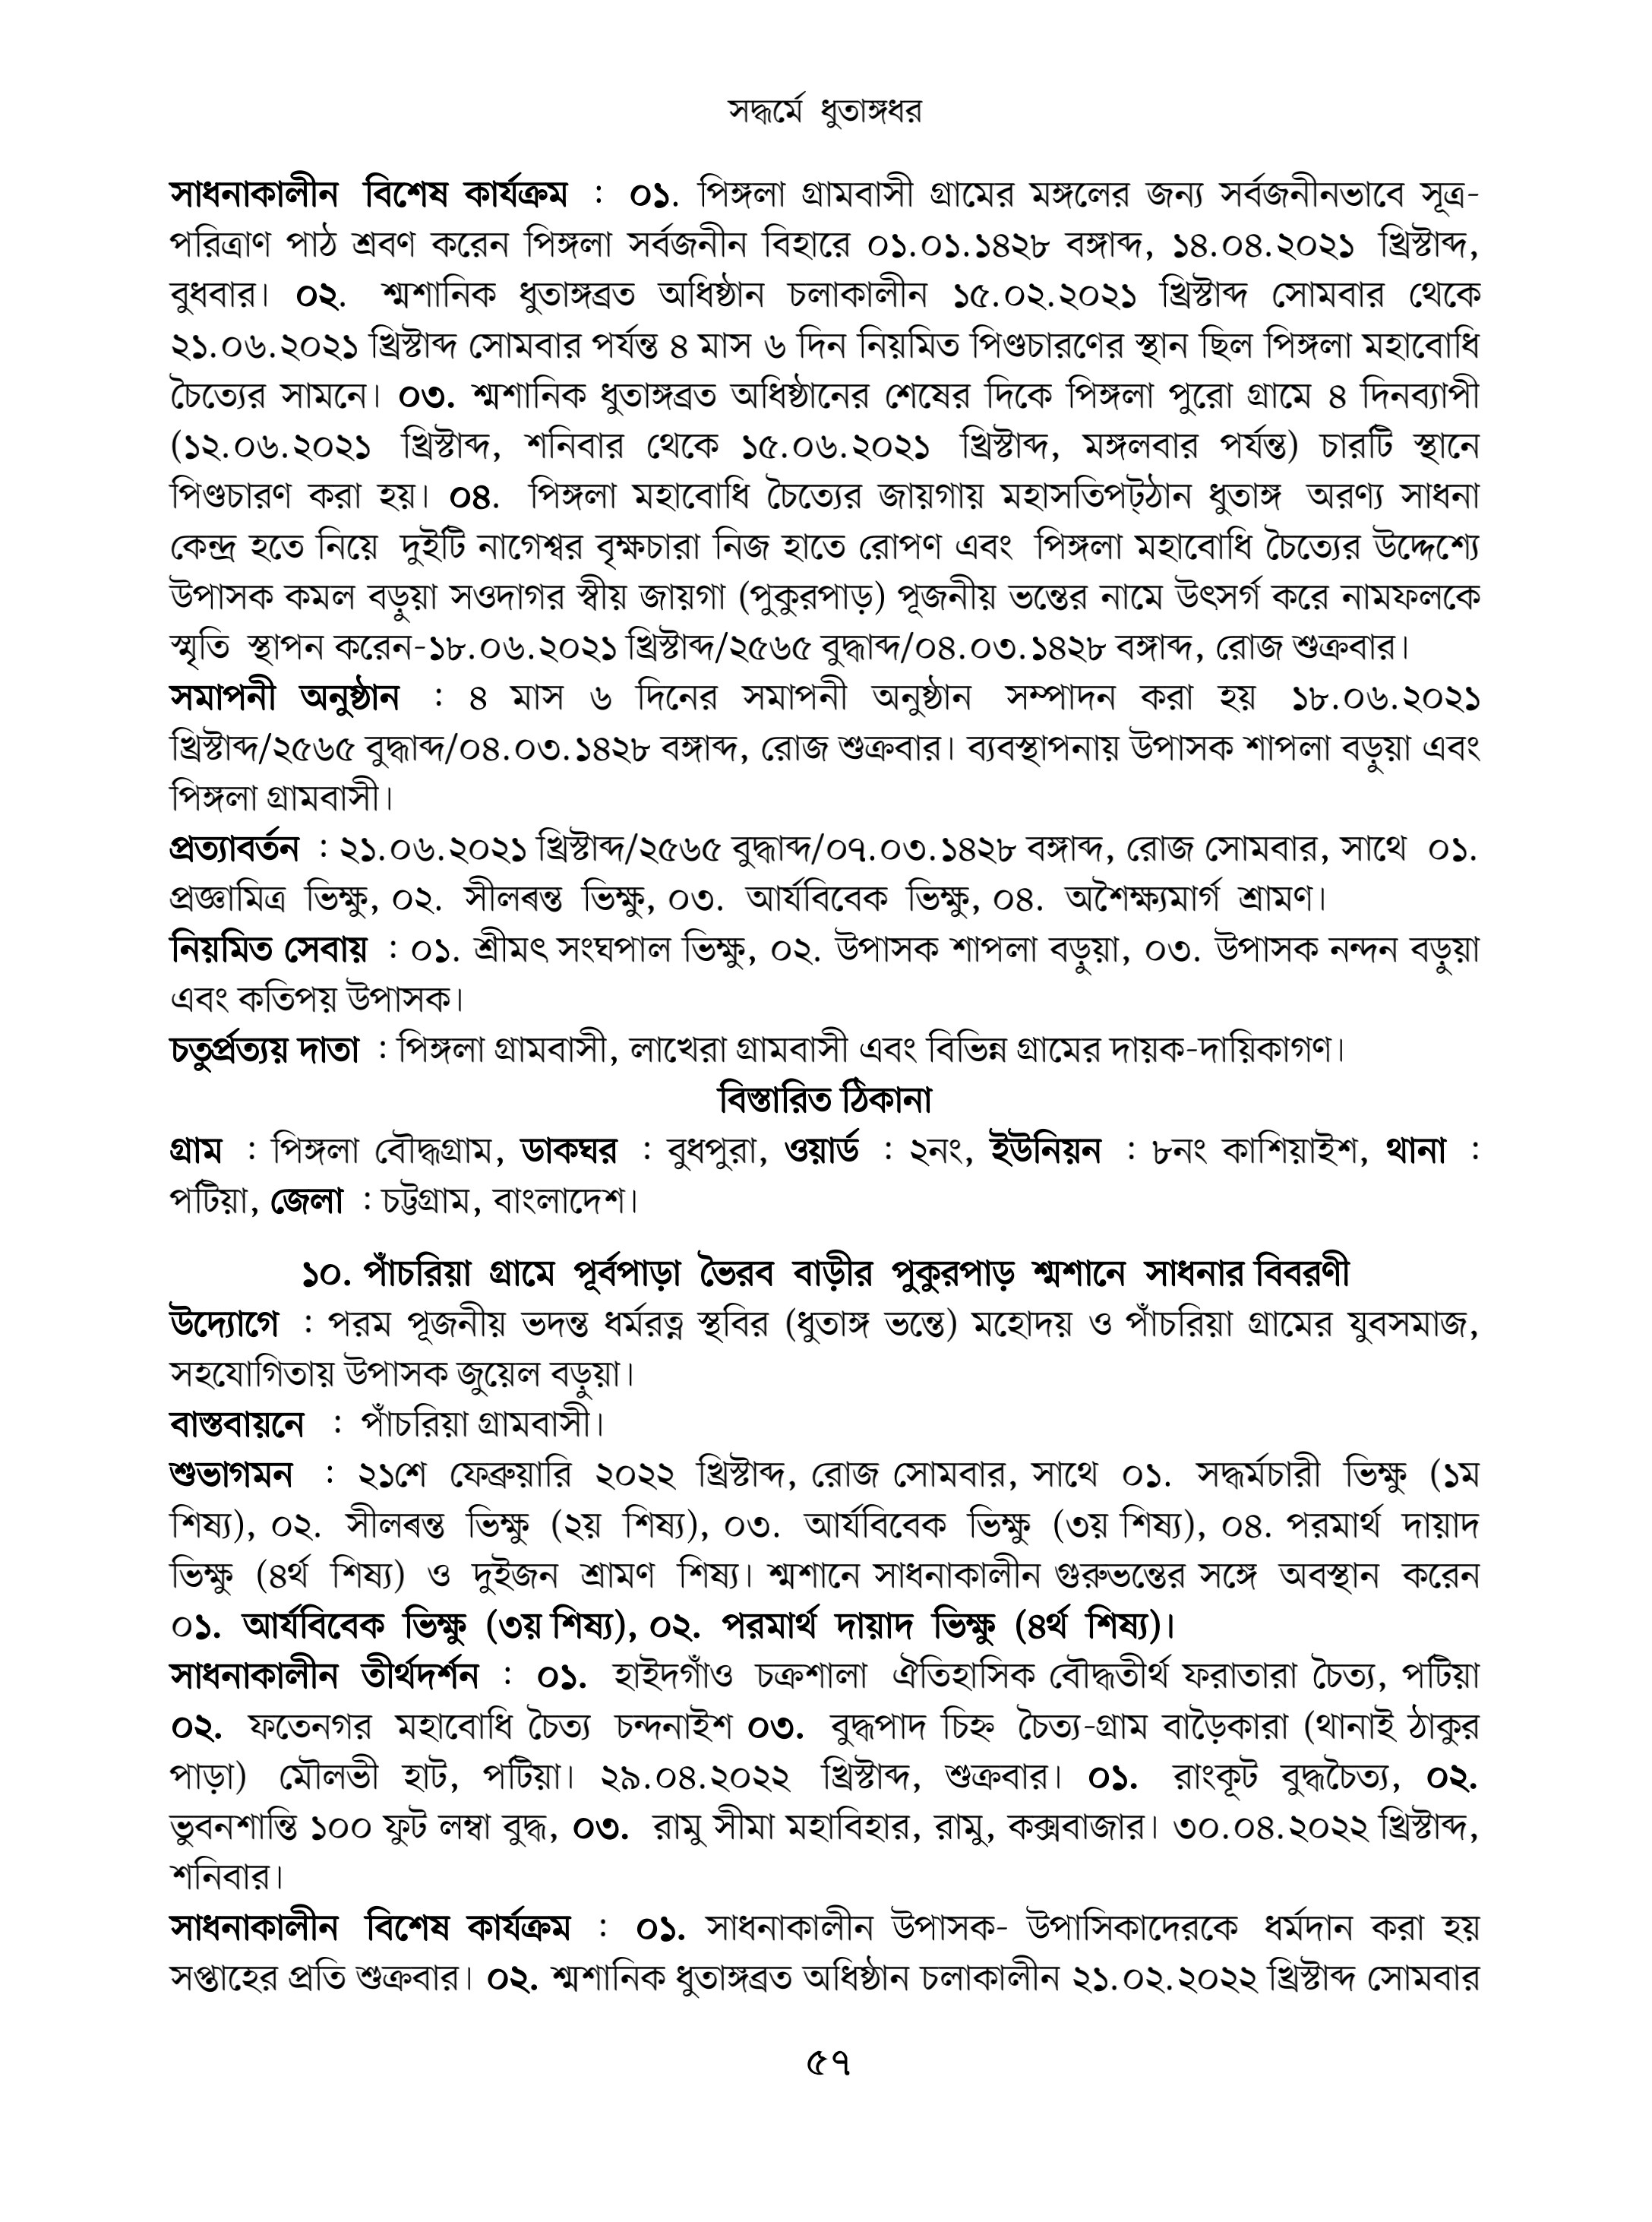 সদ্ধর্মে ধুতাঙ্গধর
সাধনাকালীন বিশেষ কার্যক্রম : ০১. পিঙ্গলা গ্রামবাসী গ্রামের মঙ্গলের জন্য সর্বজনীনভাবে সূত্র-
পরিত্রাণ পাঠ শ্রবণ করেন পিঙ্গলা সর্বজনীন বিহারে ০১.০১.১৪২৮ বঙ্গাব্দ, ১৪.০৪.২০২১ খ্রিস্টাব্দ,
বুধবার। ০২. শ্মশানিক ধুতাঙ্গব্রত অধিষ্ঠান চলাকালীন ১৫.০২.২০২১ খ্রিস্টাব্দ সোমবার থেকে
২১.০৬.২০২১ খ্রিস্টাব্দ সোমবার পর্যন্ত ৪ মাস ৬ দিন নিয়মিত পিণ্ডচারণের স্থান ছিল পিঙ্গলা মহাবোধি
চৈত্যের সামনে। ০৩. শ্মশানিক ধুতাঙ্গব্রত অধিষ্ঠানের শেষের দিকে পিঙ্গলা পুরো গ্রামে ৪ দিনব্যাপী
(১২.০৬.২০২১ খ্রিস্টাব্দ, শনিবার থেকে ১৫.০৬.২০২১ খ্রিস্টাব্দ, মঙ্গলবার পর্যন্ত) চারটি স্থানে
পিণ্ডচারণ করা হয়। ০৪. পিঙ্গলা মহাবোধি চৈত্যের জায়গায় মহাসতিপট্‌ঠান ধুতাঙ্গ অরণ্য সাধনা
কেন্দ্র হতে নিয়ে দুইটি নাগেশ্বর বৃক্ষচারা নিজ হাতে রোপণ এবং পিঙ্গলা মহাবোধি চৈত্যের উদ্দেশ্যে
উপাসক কমল বড়ুয়া সওদাগর স্বীয় জায়গা (পুকুরপাড়) পূজনীয় ভন্তের নামে উৎসর্গ করে নামফলকে
স্মৃতি স্থাপন করেন-১৮.০৬.২০২১ খ্রিস্টাব্দ/২৫৬৫ বুদ্ধাব্দ/০৪.০৩.১৪২৮ বঙ্গাব্দ, রোজ শুক্রবার।
সমাপনী অনুষ্ঠান : ৪ মাস ৬ দিনের সমাপনী অনুষ্ঠান সম্পাদন করা হয় ১৮.০৬.২০২১
খ্রিস্টাব্দ/২৫৬৫ বুদ্ধাব্দ/০৪.০৩.১৪২৮ বঙ্গাব্দ, রোজ শুক্রবার। ব্যবস্থাপনায় উপাসক শাপলা বড়ুয়া এবং
পিঙ্গলা গ্রামবাসী।
প্রত্যাবর্তন : ২১.০৬.২০২১ খ্রিস্টাব্দ/২৫৬৫ বুদ্ধাব্দ/০৭.০৩.১৪২৮ বঙ্গাব্দ, রোজ সোমবার, সাথে ০১.
প্রজ্ঞামিত্র ভিক্ষু, ০২. সীলৰন্ত ভিক্ষু, ০৩. আর্যবিবেক ভিক্ষু, ০৪. অশৈক্ষ্যমার্গ শ্রামণ।
নিয়মিত সেবায় : ০১. শ্রীমৎ সংঘপাল ভিক্ষু, ০২. উপাসক শাপলা বড়ুয়া, ০৩. উপাসক নন্দন বড়ুয়া
এবং কতিপয় উপাসক।
চতুর্প্রত্যয় দাতা : পিঙ্গলা গ্রামবাসী, লাখেরা গ্রামবাসী এবং বিভিন্ন গ্রামের দায়ক-দায়িকাগণ।
বিস্তারিত ঠিকানা
গ্রাম : পিঙ্গলা বৌদ্ধগ্রাম, ডাকঘর : বুধপুরা, ওয়ার্ড : ২নং, ইউনিয়ন : ৮নং কাশিয়াইশ, থানা :
পটিয়া, জেলা : চট্টগ্রাম, বাংলাদেশ।
১০. পাঁচরিয়া গ্রামে পূর্বপাড়া ভৈরব বাড়ীর পুকুরপাড় শ্মশানে সাধনার বিবরণী
উদ্যোগে : পরম পূজনীয় ভদন্ত ধর্মরত্ন স্থবির (ধুতাঙ্গ ভন্তে) মহোদয় ও পাঁচরিয়া গ্রামের যুবসমাজ,
সহযোগিতায় উপাসক জুয়েল বড়ুয়া।
বাস্তবায়নে : পাঁচরিয়া গ্রামবাসী।
শুভাগমন : ২১শে ফেব্রুয়ারি ২০২২ খ্রিস্টাব্দ, রোজ সোমবার, সাথে ০১. সদ্ধর্মচারী ভিক্ষু (১ম
শিষ্য), ০২. সীলৰন্ত ভিক্ষু (২য় শিষ্য), ০৩. আর্যবিবেক ভিক্ষু (৩য় শিষ্য), ০৪. পরমার্থ দায়াদ
ভিক্ষু (৪র্থ শিষ্য) ও দুইজন শ্রামণ শিষ্য। শ্মশানে সাধনাকালীন গুরুভন্তের সঙ্গে অবস্থান করেন
০১. আর্যবিবেক ভিক্ষু (৩য় শিষ্য), ০২. পরমার্থ দায়াদ ভিক্ষু (৪র্থ শিষ্য)।
সাধনাকালীন তীর্থদর্শন : ০১. হাইদগাঁও চক্রশালা ঐতিহাসিক বৌদ্ধতীর্থ ফরাতারা চৈত্য, পটিয়া
০২. ফতেনগর মহাবোধি চৈত্য চন্দনাইশ ০৩. বুদ্ধপাদ চিহ্ন চৈত্য-গ্রাম বাড়ৈকারা (থানাই ঠাকুর
পাড়া) মৌলভী হাট, পটিয়া। ২৯.০৪.২০২২ খ্রিস্টাব্দ, শুক্রবার। ০১. রাংকূট বুদ্ধচৈত্য, ০২.
ভুবনশান্তি ১০০ ফুট লম্বা বুদ্ধ, ০৩. রামু সীমা মহাবিহার, রামু, কক্সবাজার। ৩০.০৪.২০২২ খ্রিস্টাব্দ,
শনিবার।
সাধনাকালীন বিশেষ কার্যক্রম : ০১. সাধনাকালীন উপাসক- উপাসিকাদেরকে ধর্মদান করা হয়
সপ্তাহের প্রতি শুক্রবার। ০২. শ্মশানিক ধুতাঙ্গব্রত অধিষ্ঠান চলাকালীন ২১.০২.২০২২ খ্রিস্টাব্দ সোমবার
৫৭